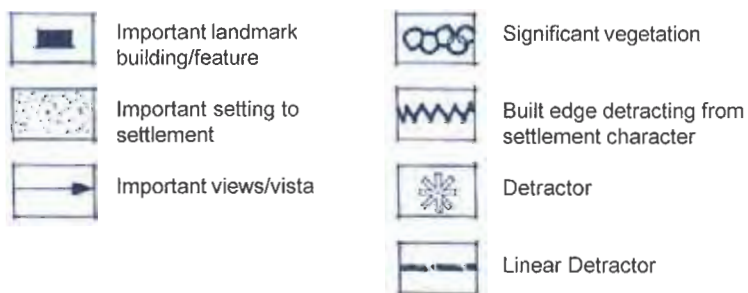 Important landmark
building/feature
Important setting to
settlement
Important views/vista
Significant vegetation
Built edge detracting from
settlement character
Detractor
Linear Detractor